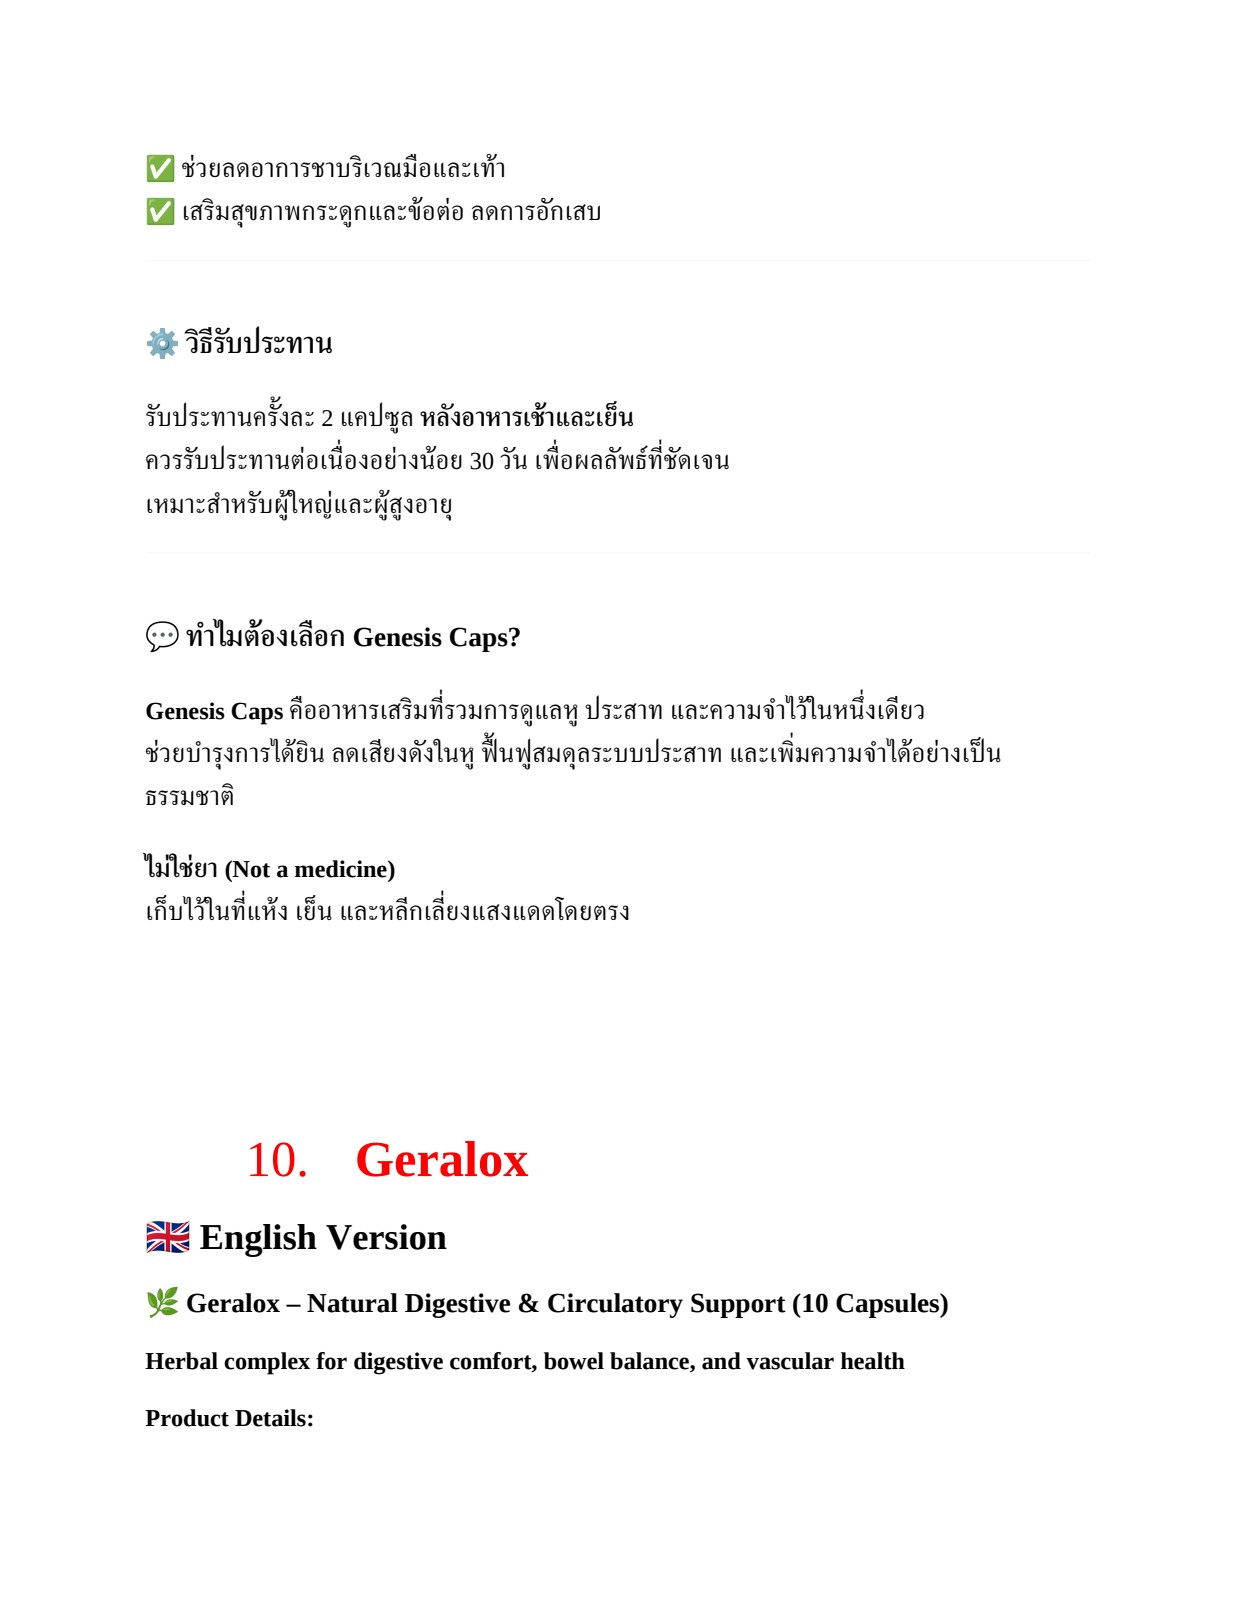 ✅ ช่วยลดอาการชาบริเวณมือและเท้า
✅ เสริมสุขภาพกระดูกและข้อต่อ ลดการอักเสบ
⚙️ วิธีรับประทาน
รับประทานครั้งละ 2 แคปซูล หลังอาหารเช้าและเย็น
ควรรับประทานต่อเนื่องอย่างน้อย 30 วัน เพื่อผลลัพธ์ที่ชัดเจน
เหมาะสำหรับผู้ใหญ่และผู้สูงอายุ
💬 ทำไมต้องเลือก Genesis Caps?
Genesis Caps คืออาหารเสริมที่รวมการดูแลหู ประสาท และความจำไว้ในหนึ่งเดียว
ช่วยบำรุงการได้ยิน ลดเสียงดังในหู ฟื้นฟูสมดุลระบบประสาท และเพิ่มความจำได้อย่างเป็น
ธรรมชาติ
ไม่ใช่ยา (Not a medicine)
เก็บไว้ในที่แห้ง เย็น และหลีกเลี่ยงแสงแดดโดยตรง
10. Geralox
🇬🇧 English Version
🌿 Geralox – Natural Digestive & Circulatory Support (10 Capsules)
Herbal complex for digestive comfort, bowel balance, and vascular health
Product Details: